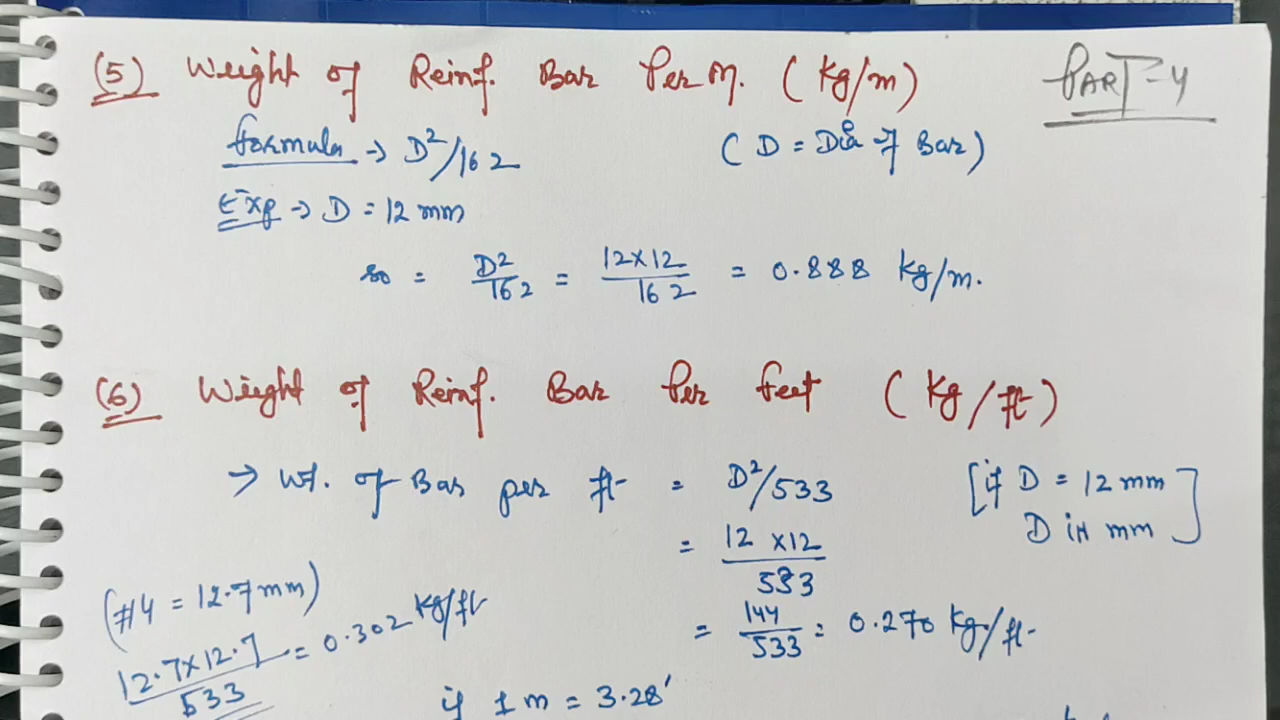 (5) Weight of Reinf. Bar Per M. (Kg/m)
PART-4
formula → D²/162 (D = Dia of Bar)
Exp → D = 12 mm
so = D²/162 = 12×12/162 = 0.888 Kg/m.
(6) Weight of Reinf. Bar Per feet (Kg/ft)
→ Wt. of Bar per ft = D²/533 [if D = 12 mm
D in mm]
= 12 ×12/533
(#4 = 12.7mm)
= 144/533 = 0.270 Kg/ft
12.7×12.7/533 = 0.302 Kg/ft
if 1 m = 3.28'